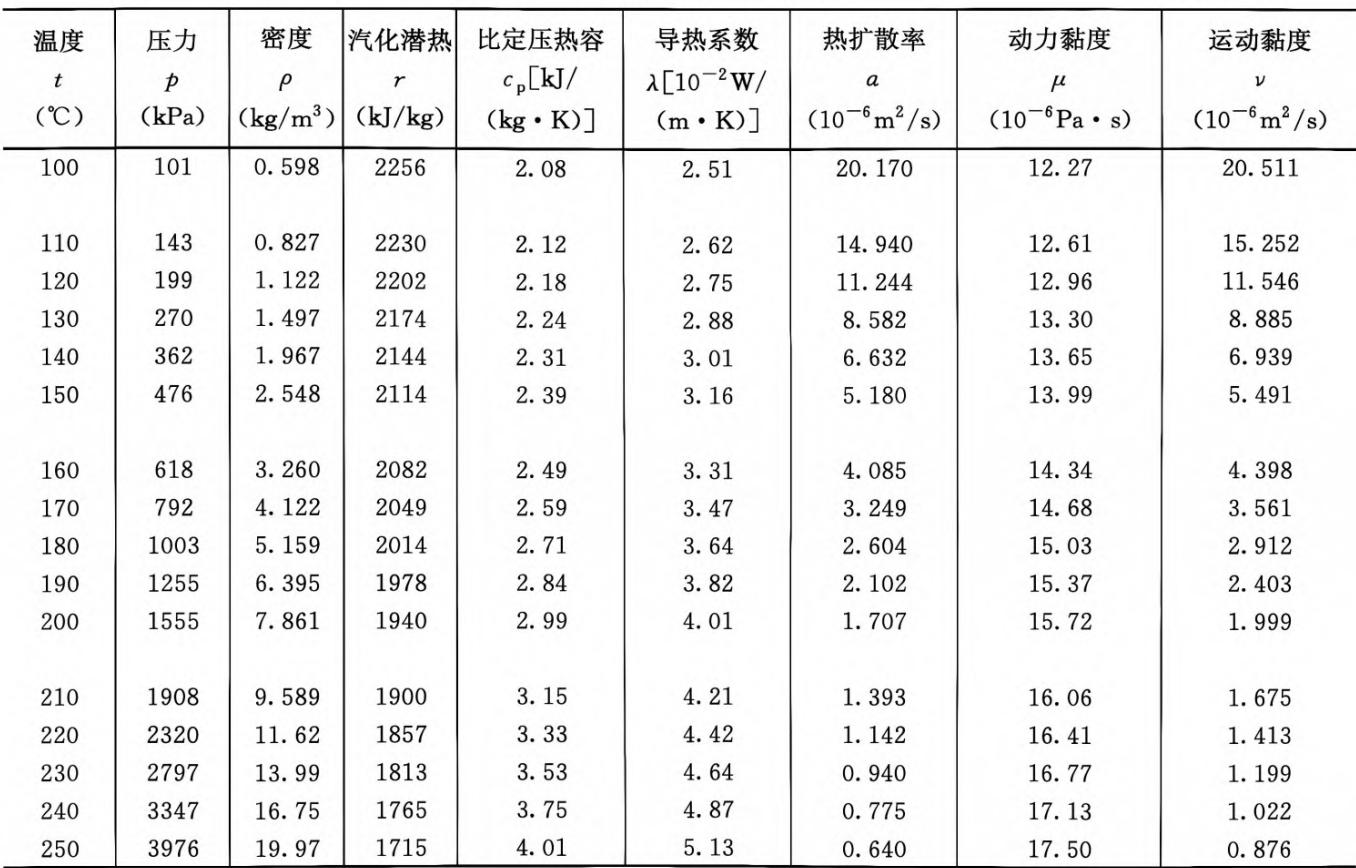 温度 压力 密度 汽化潜热 比定压热容 导热系数 热扩散率 动力黏度 运动黏度
t p ρ r c_p[kJ/ λ[10⁻²W/ a μ ν
(℃) (kPa) (kg/m³) (kJ/kg) (kg·K)] (m·K)] (10⁻⁶m²/s) (10⁻⁶Pa·s) (10⁻⁶m²/s)
100 101 0.598 2256 2.08 2.51 20.170 12.27 20.511
110 143 0.827 2230 2.12 2.62 14.940 12.61 15.252
120 199 1.122 2202 2.18 2.75 11.244 12.96 11.546
130 270 1.497 2174 2.24 2.88 8.582 13.30 8.885
140 362 1.967 2144 2.31 3.01 6.632 13.65 6.939
150 476 2.548 2114 2.39 3.16 5.180 13.99 5.491
160 618 3.260 2082 2.49 3.31 4.085 14.34 4.398
170 792 4.122 2049 2.59 3.47 3.249 14.68 3.561
180 1003 5.159 2014 2.71 3.64 2.604 15.03 2.912
190 1255 6.395 1978 2.84 3.82 2.102 15.37 2.403
200 1555 7.861 1940 2.99 4.01 1.707 15.72 1.999
210 1908 9.589 1900 3.15 4.21 1.393 16.06 1.675
220 2320 11.62 1857 3.33 4.42 1.142 16.41 1.413
230 2797 13.99 1813 3.53 4.64 0.940 16.77 1.199
240 3347 16.75 1765 3.75 4.87 0.775 17.13 1.022
250 3976 19.97 1715 4.01 5.13 0.640 17.50 0.876